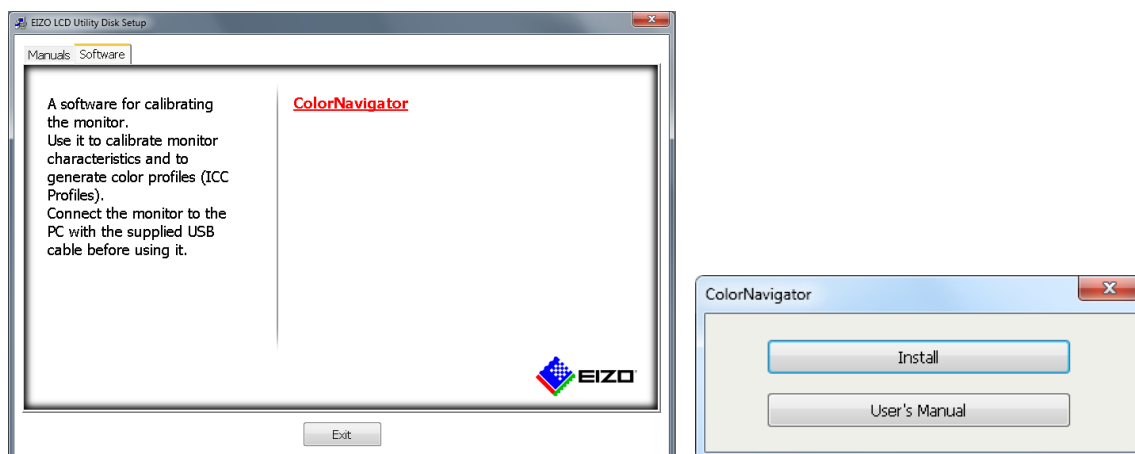 EIZO LCD Utility Disk Setup
Manuals Software
A software for calibrating
the monitor.
Use it to calibrate monitor
characteristics and to
generate color profiles (ICC
Profiles).
Connect the monitor to the
PC with the supplied USB
cable before using it.
ColorNavigator
EIZO
Exit
ColorNavigator
Install
User's Manual